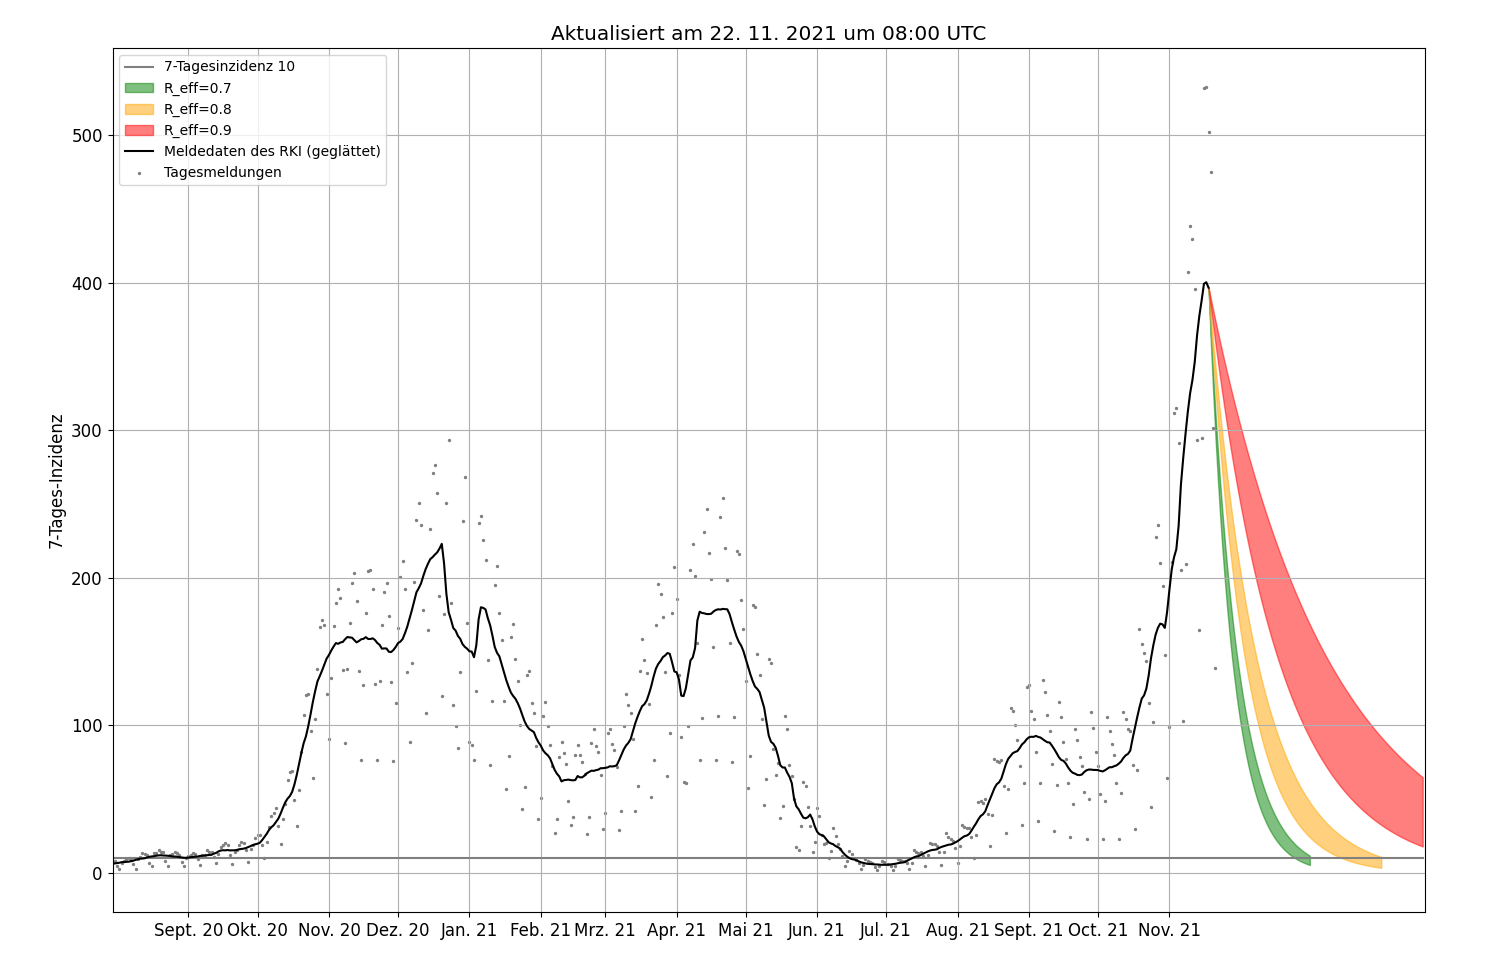 Aktualisiert am 22. 11. 2021 um 08:00 UTC
7-Tagesinzidenz 10
R_eff=0.7
R_eff=0.8
R_eff=0.9
Meldedaten des RKI (geglättet)
Tagesmeldungen
7-Tages-Inzidenz
500
400
300
200
100
0
Sept. 20 Okt. 20 Nov. 20 Dez. 20 Jan. 21 Feb. 21 Mrz. 21 Apr. 21 Mai 21 Jun. 21 Jul. 21 Aug. 21 Sept. 21 Oct. 21 Nov. 21